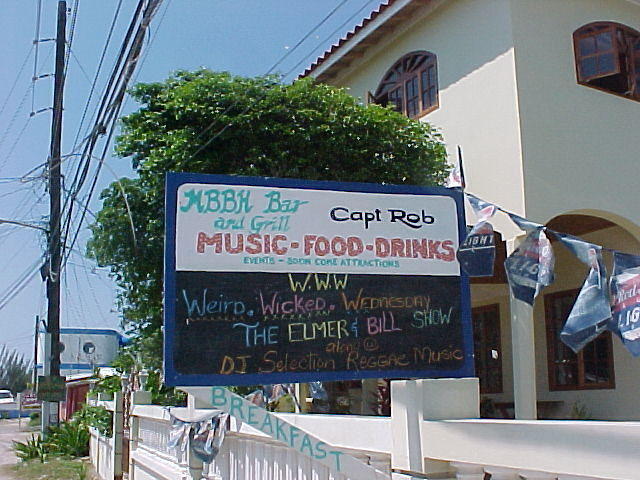 MBBH Bar
and Grill
Capt Rob
MUSIC - FOOD - DRINKS
EVENTS - SOON COME ATTRACTIONS
W.W.W
Weird. Wicked. Wednesday
THE ELMER & BILL SHOW
along @
DJ Selection Reggae Music
BREAKFAST
LIGHT